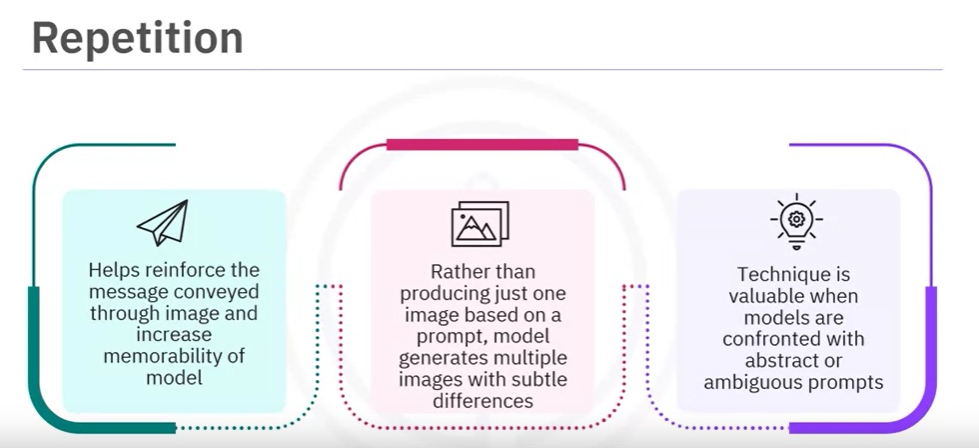 Repetition
Helps reinforce the
message conveyed
through image and
increase
memorability of
model
Rather than
producing just one
image based on a
prompt, model
generates multiple
images with subtle
differences
Technique is
valuable when
models are
confronted with
abstract or
ambiguous prompts